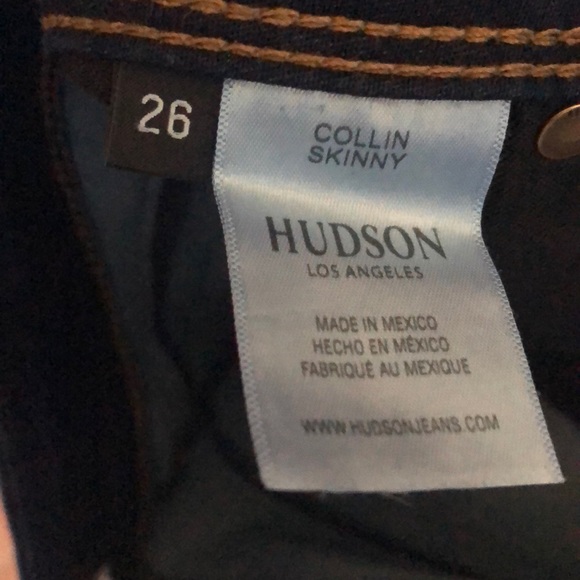 26
COLLIN
SKINNY
HUDSON
LOS ANGELES
MADE IN MEXICO
HECHO EN MÉXICO
FABRIQUÉ AU MEXIQUE
WWW.HUDSONJEANS.COM